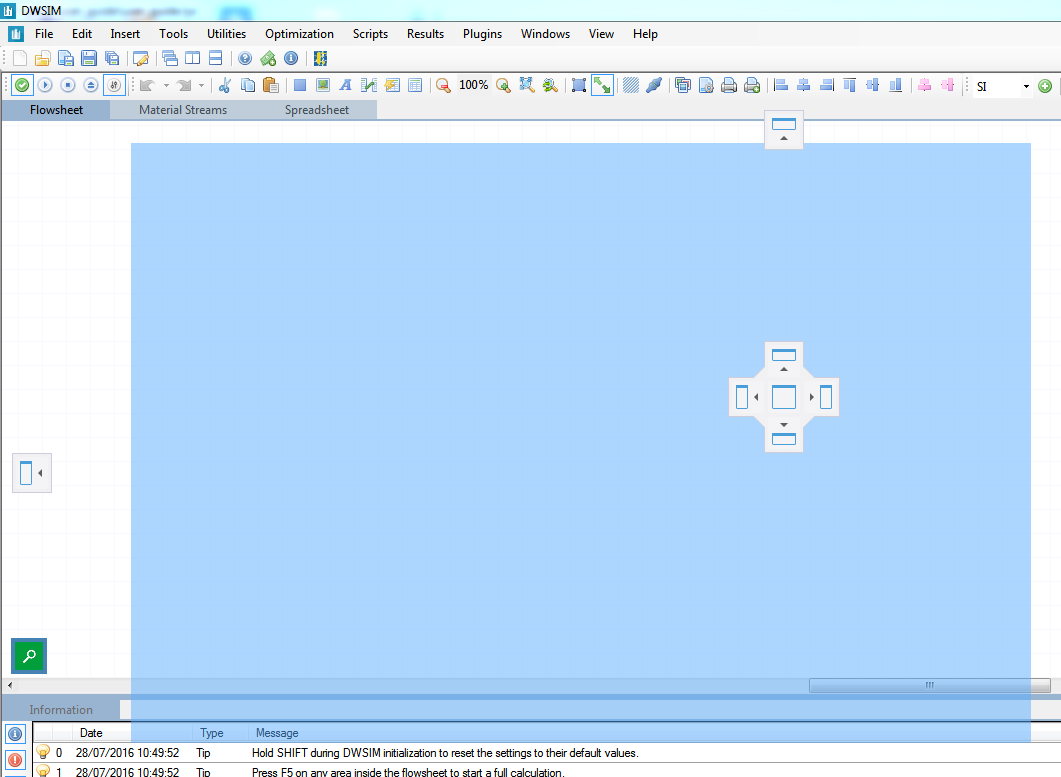 DWSIM
File Edit Insert Tools Utilities Optimization Scripts Results Plugins Windows View Help
100% SI
Flowsheet Material Streams Spreadsheet
Information
Date Type Message
0 28/07/2016 10:49:52 Tip Hold SHIFT during DWSIM initialization to reset the settings to their default values.
1 28/07/2016 10:49:52 Tip Press F5 on any area inside the flowsheet to start a full calculation.